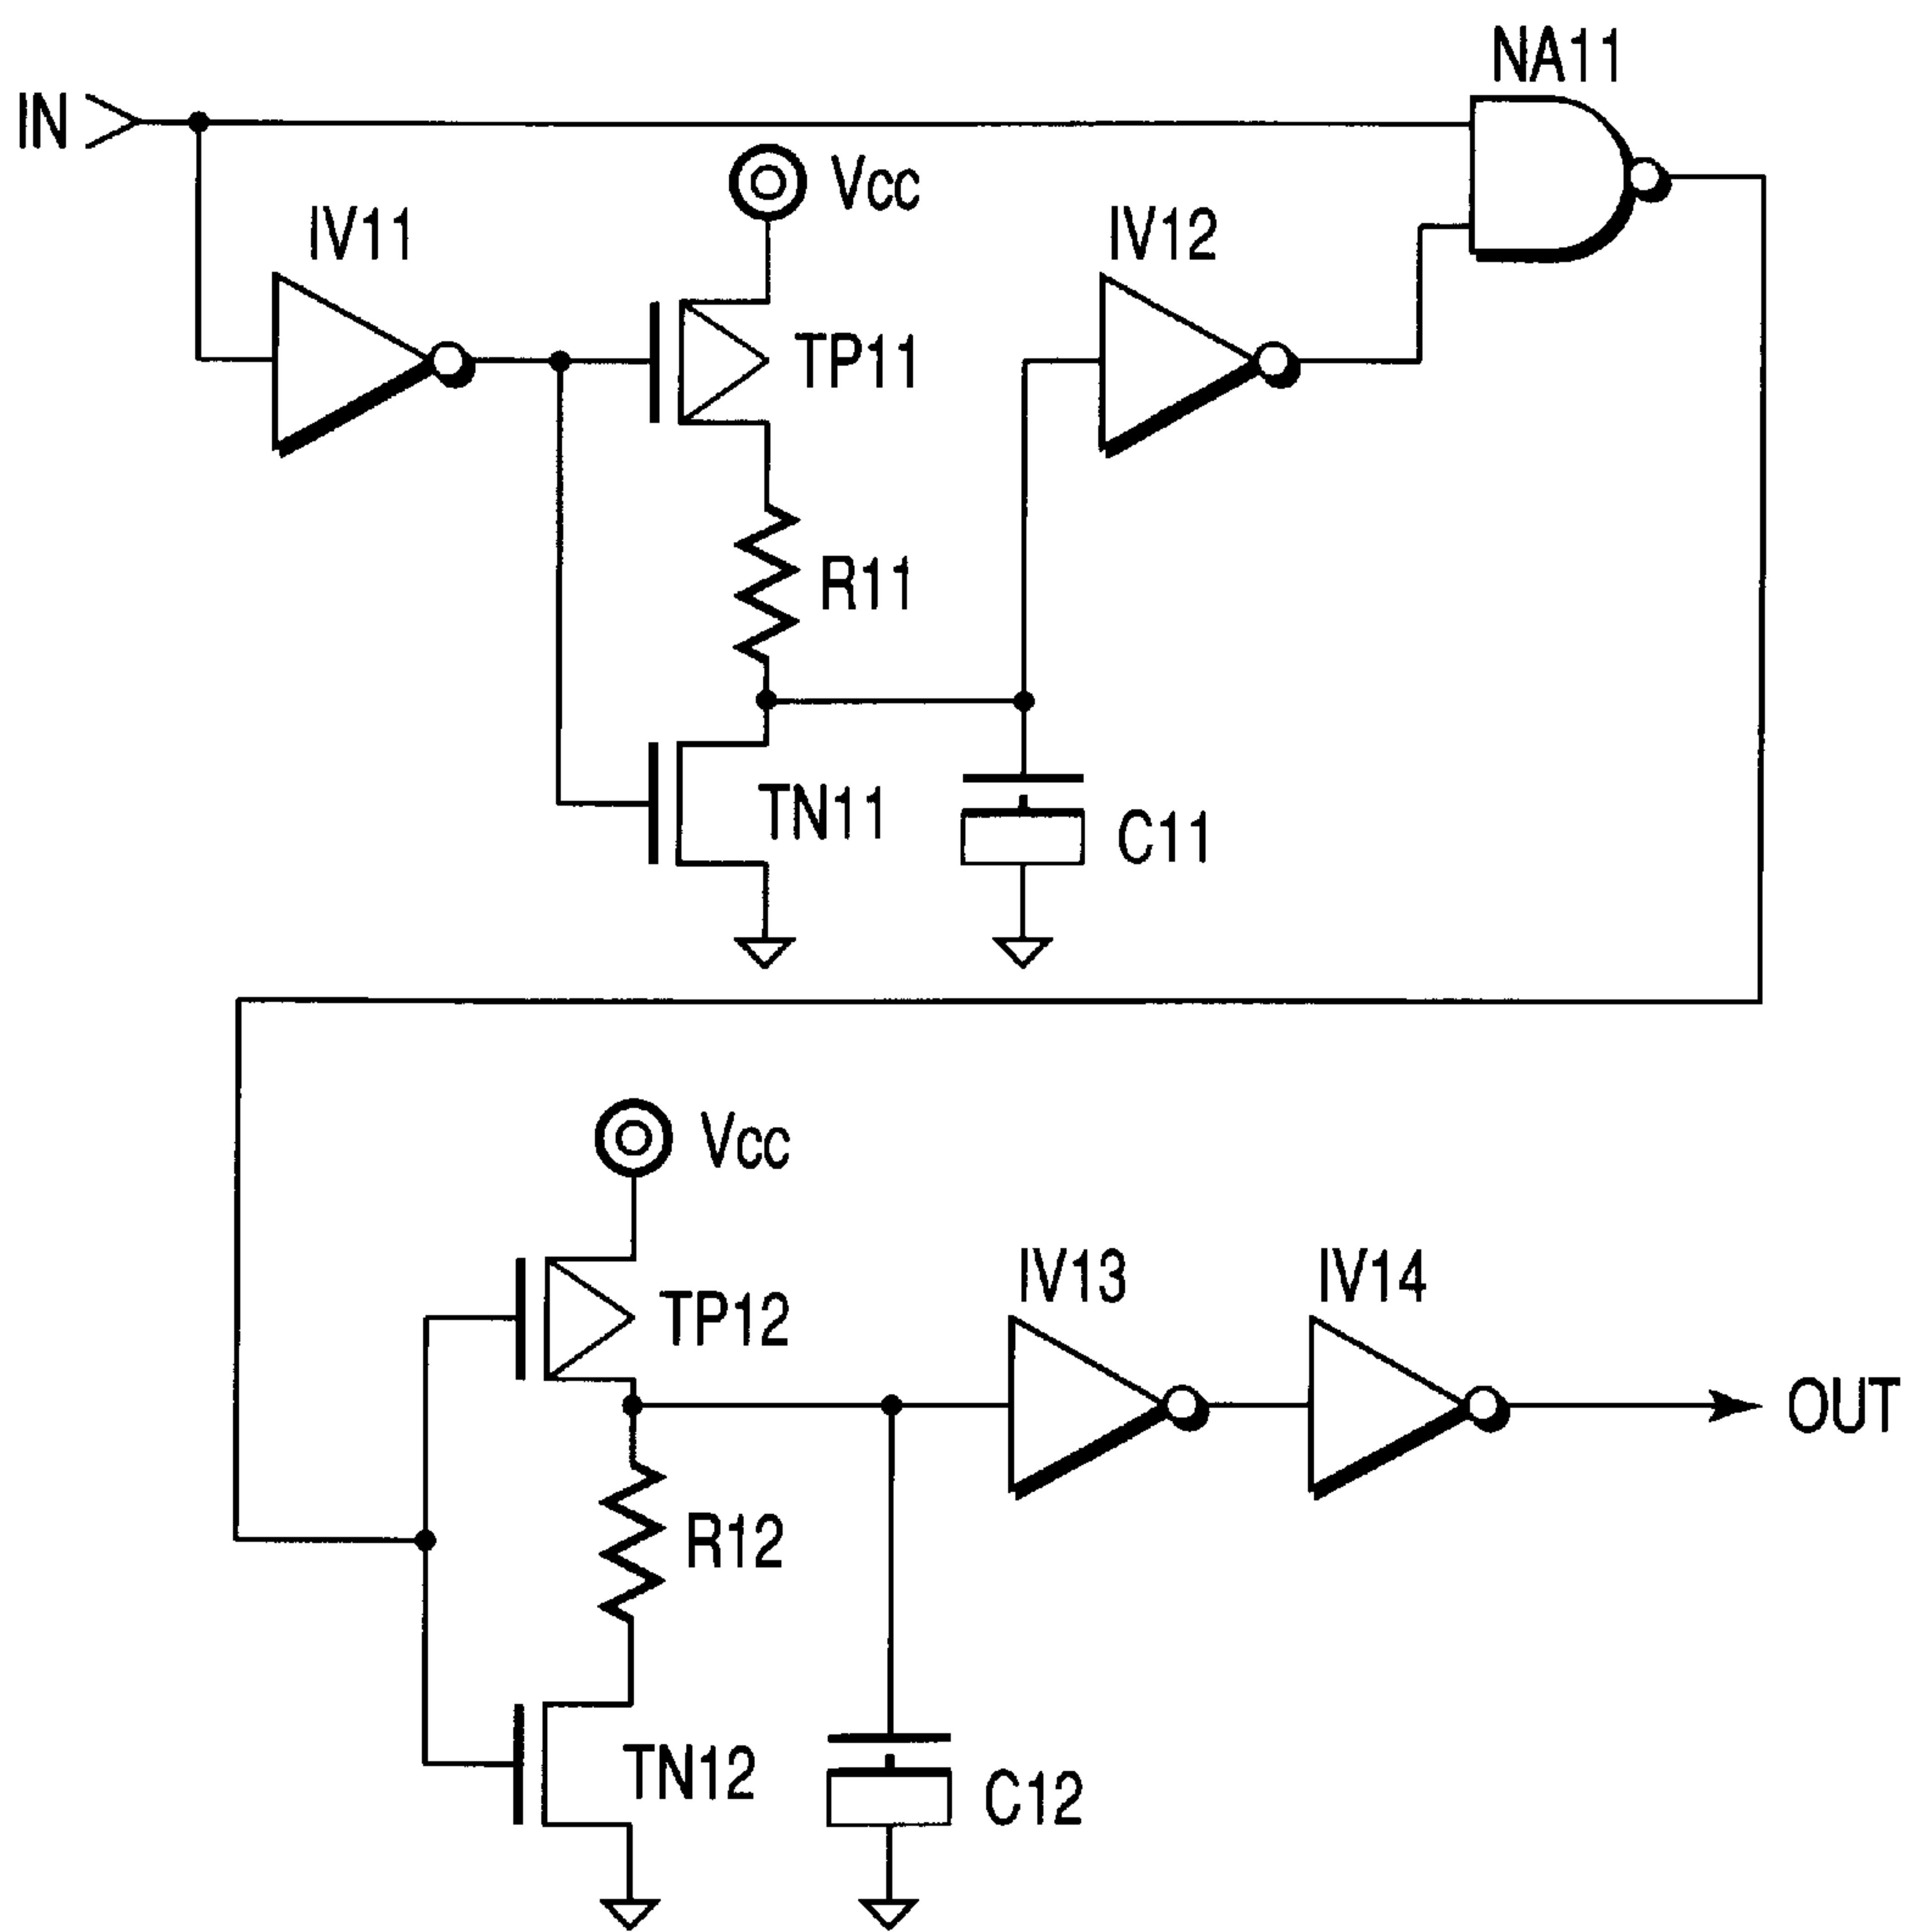 NA11
IN
Vcc
IV11
IV12
TP11
R11
TN11
C11
Vcc
IV13
IV14
TP12
OUT
R12
TN12
C12